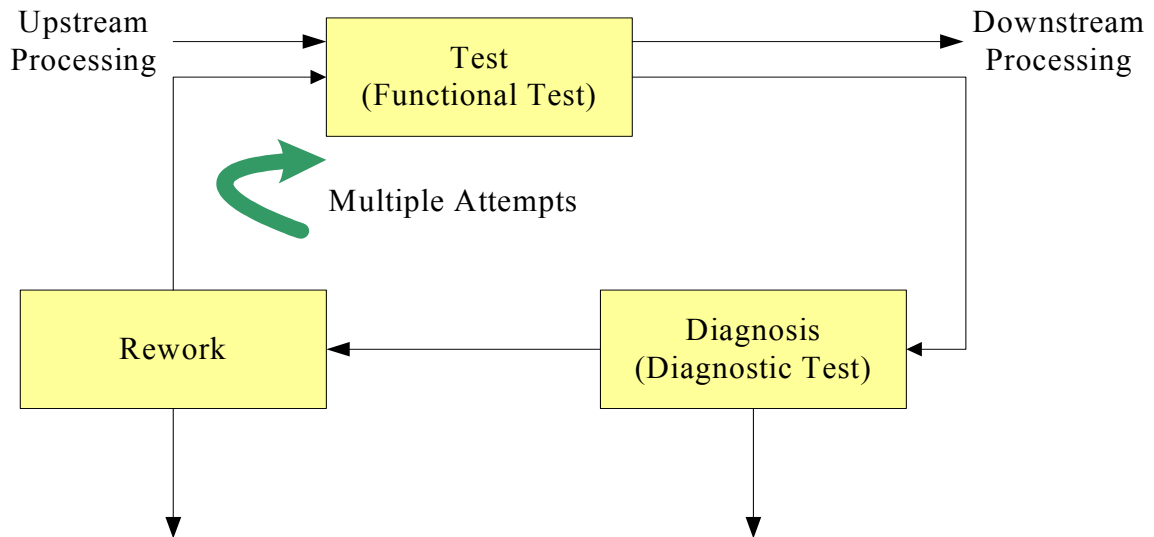 Upstream
Processing
Test
(Functional Test)
Downstream
Processing
Multiple Attempts
Rework
Diagnosis
(Diagnostic Test)